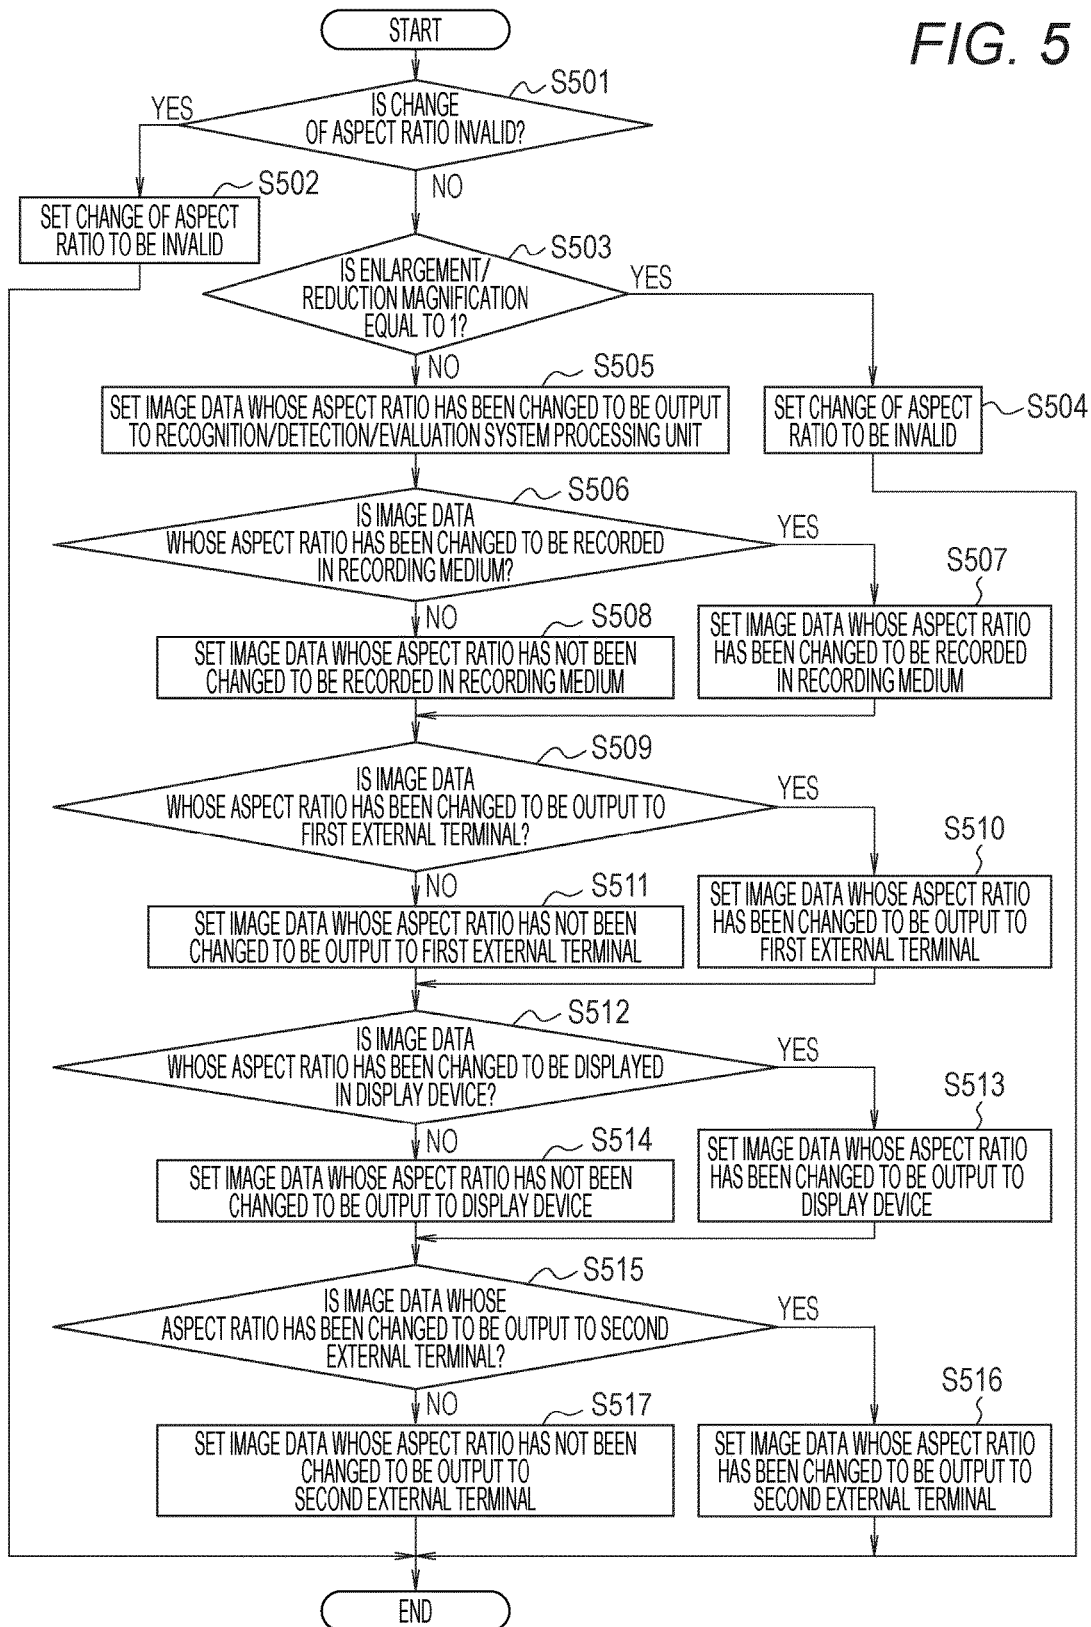 FIG. 5
START
S501
IS CHANGE
OF ASPECT RATIO INVALID?
YES
NO
S502
SET CHANGE OF ASPECT
RATIO TO BE INVALID
S503
IS ENLARGEMENT/
REDUCTION MAGNIFICATION
EQUAL TO 1?
YES
NO
S504
SET CHANGE OF ASPECT
RATIO TO BE INVALID
S505
SET IMAGE DATA WHOSE ASPECT RATIO HAS BEEN CHANGED TO BE OUTPUT
TO RECOGNITION/DETECTION/EVALUATION SYSTEM PROCESSING UNIT
S506
IS IMAGE DATA
WHOSE ASPECT RATIO HAS BEEN CHANGED TO BE RECORDED
IN RECORDING MEDIUM?
YES
NO
S507
SET IMAGE DATA WHOSE ASPECT RATIO
HAS BEEN CHANGED TO BE RECORDED
IN RECORDING MEDIUM
S508
SET IMAGE DATA WHOSE ASPECT RATIO HAS NOT BEEN
CHANGED TO BE RECORDED IN RECORDING MEDIUM
S509
IS IMAGE DATA
WHOSE ASPECT RATIO HAS BEEN CHANGED TO BE OUTPUT TO
FIRST EXTERNAL TERMINAL?
YES
NO
S510
SET IMAGE DATA WHOSE ASPECT RATIO
HAS BEEN CHANGED TO BE OUTPUT TO
FIRST EXTERNAL TERMINAL
S511
SET IMAGE DATA WHOSE ASPECT RATIO HAS NOT BEEN
CHANGED TO BE OUTPUT TO FIRST EXTERNAL TERMINAL
S512
IS IMAGE DATA
WHOSE ASPECT RATIO HAS BEEN CHANGED TO BE DISPLAYED
IN DISPLAY DEVICE?
YES
NO
S513
SET IMAGE DATA WHOSE ASPECT RATIO
HAS BEEN CHANGED TO BE OUTPUT TO
DISPLAY DEVICE
S514
SET IMAGE DATA WHOSE ASPECT RATIO HAS NOT BEEN
CHANGED TO BE OUTPUT TO DISPLAY DEVICE
S515
IS IMAGE DATA WHOSE
ASPECT RATIO HAS BEEN CHANGED TO BE OUTPUT TO SECOND
EXTERNAL TERMINAL?
YES
NO
S516
SET IMAGE DATA WHOSE ASPECT RATIO
HAS BEEN CHANGED TO BE OUTPUT TO
SECOND EXTERNAL TERMINAL
S517
SET IMAGE DATA WHOSE ASPECT RATIO HAS NOT BEEN
CHANGED TO BE OUTPUT TO
SECOND EXTERNAL TERMINAL
END